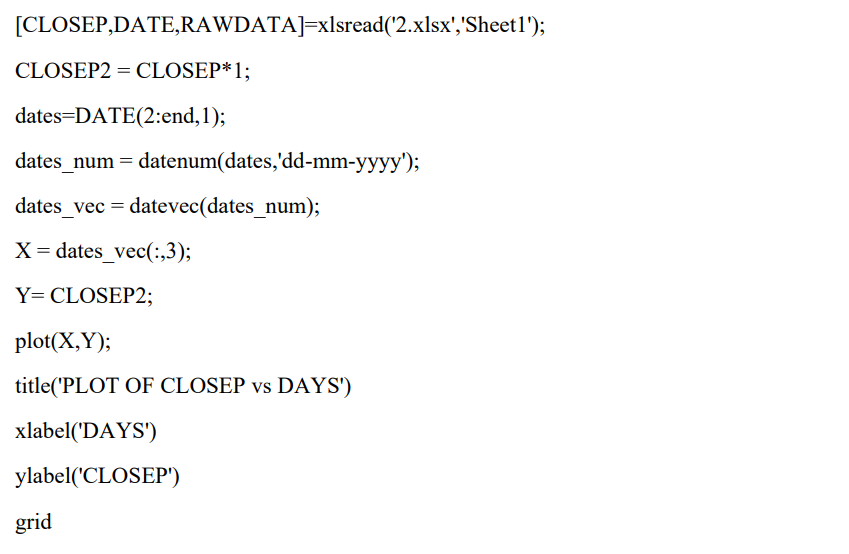 [CLOSEP,DATE,RAWDATA]=xlsread('2.xlsx','Sheet1');
CLOSEP2 = CLOSEP*1;
dates=DATE(2:end,1);
dates_num = datenum(dates,'dd-mm-yyyy');
dates_vec = datevec(dates_num);
X = dates_vec(:,3);
Y= CLOSEP2;
plot(X,Y);
title('PLOT OF CLOSEP vs DAYS')
xlabel('DAYS')
ylabel('CLOSEP')
grid